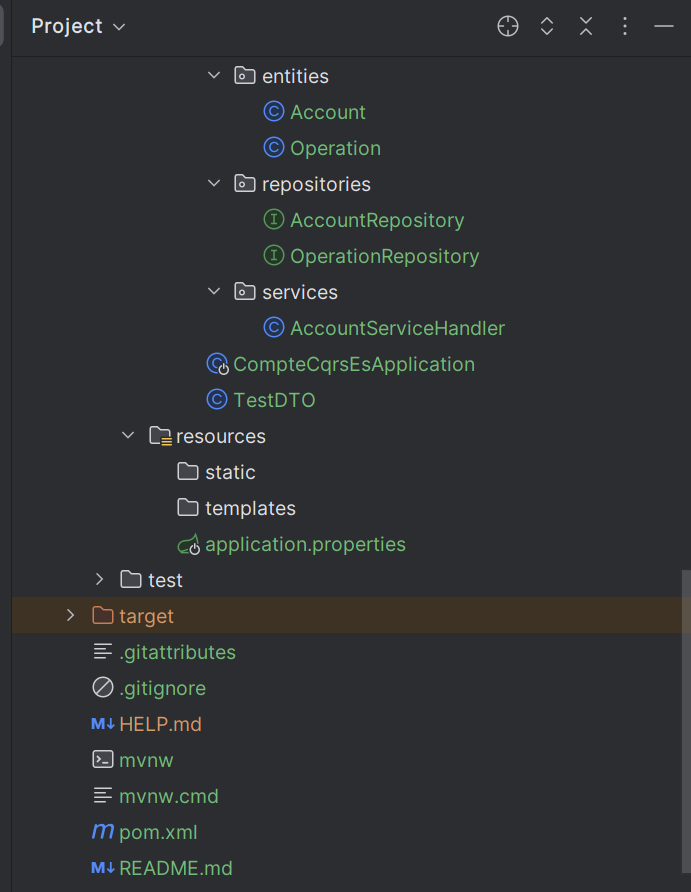 Project
entities
Account
Operation
repositories
AccountRepository
OperationRepository
services
AccountServiceHandler
CompteCqrsEsApplication
TestDTO
resources
static
templates
application.properties
test
target
.gitattributes
.gitignore
HELP.md
mvnw
mvnw.cmd
pom.xml
README.md